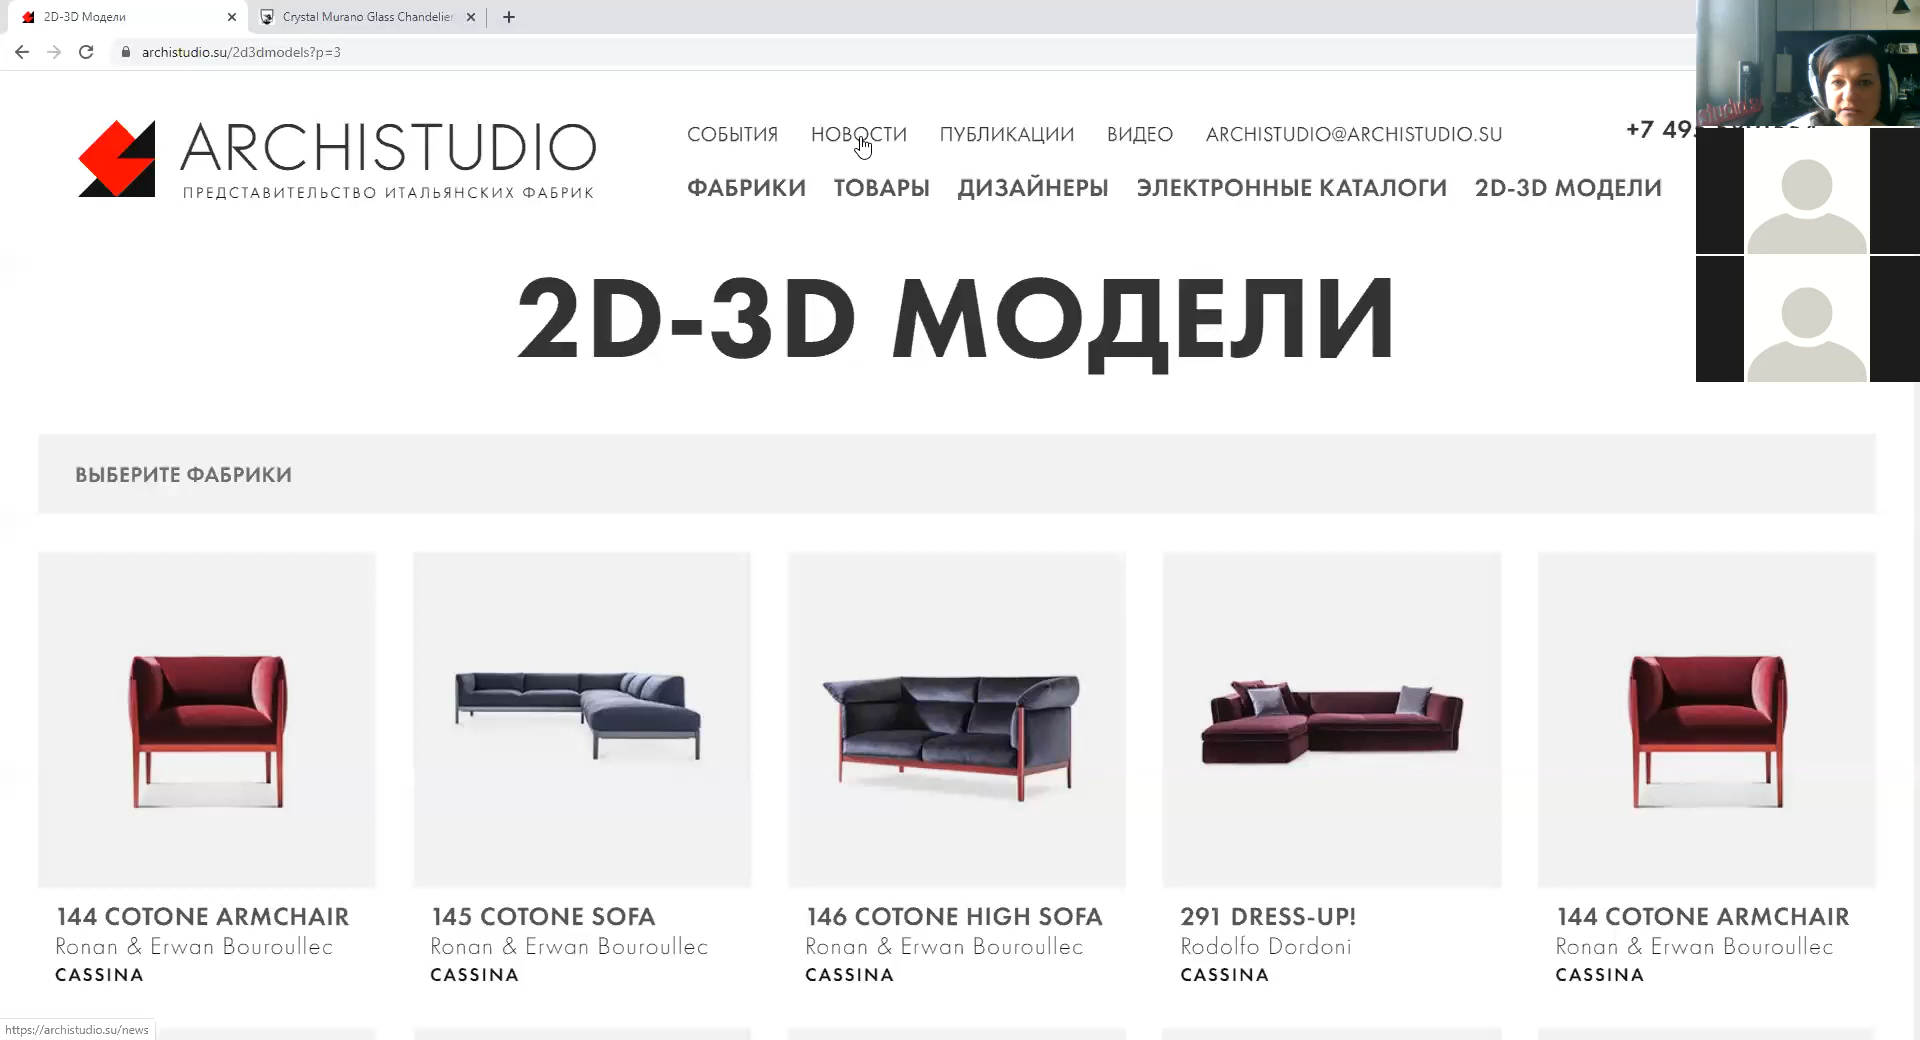 2D-3D Модели
Crystal Murano Glass Chandelier
archistudio.su/2d3dmodels?p=3
ARCHISTUDIO
ПРЕДСТАВИТЕЛЬСТВО ИТАЛЬЯНСКИХ ФАБРИК
СОБЫТИЯ НОВОСТИ ПУБЛИКАЦИИ ВИДЕО ARCHISTUDIO@ARCHISTUDIO.SU
+7 495
ФАБРИКИ ТОВАРЫ ДИЗАЙНЕРЫ ЭЛЕКТРОННЫЕ КАТАЛОГИ 2D-3D МОДЕЛИ
2D-3D МОДЕЛИ
ВЫБЕРИТЕ ФАБРИКИ
144 COTONE ARMCHAIR
Ronan & Erwan Bouroullec
CASSINA
145 COTONE SOFA
Ronan & Erwan Bouroullec
CASSINA
146 COTONE HIGH SOFA
Ronan & Erwan Bouroullec
CASSINA
291 DRESS-UP!
Rodolfo Dordoni
CASSINA
144 COTONE ARMCHAIR
Ronan & Erwan Bouroullec
CASSINA
https://archistudio.su/news